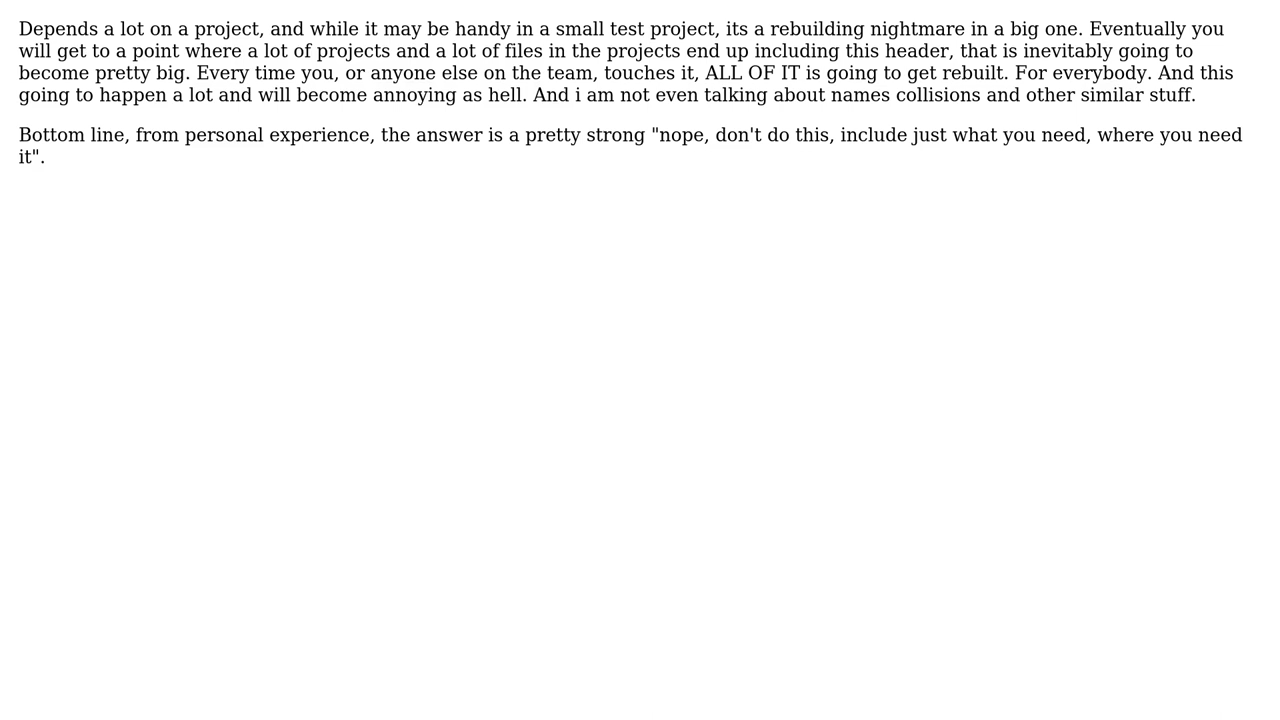 Depends a lot on a project, and while it may be handy in a small test project, its a rebuilding nightmare in a big one. Eventually you
will get to a point where a lot of projects and a lot of files in the projects end up including this header, that is inevitably going to
become pretty big. Every time you, or anyone else on the team, touches it, ALL OF IT is going to get rebuilt. For everybody. And this
going to happen a lot and will become annoying as hell. And i am not even talking about names collisions and other similar stuff.
Bottom line, from personal experience, the answer is a pretty strong "nope, don't do this, include just what you need, where you need
it".